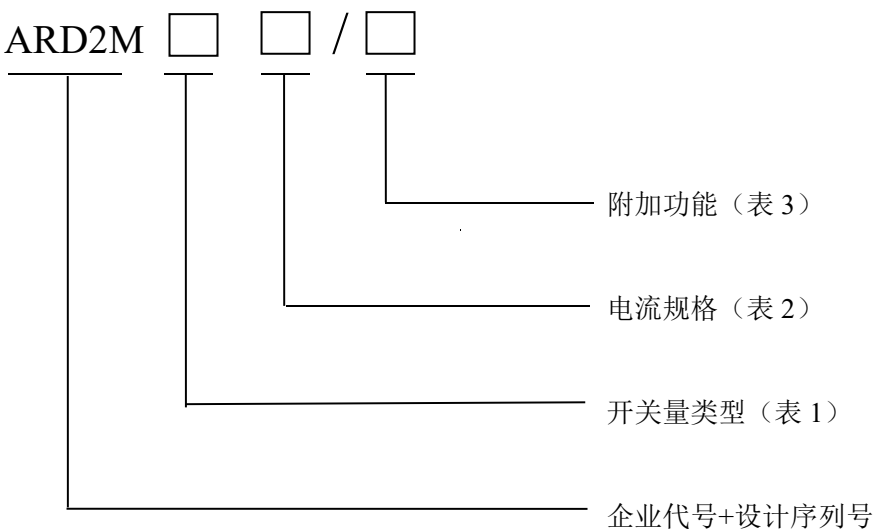 ARD2M □ □ / □
附加功能（表 3）
电流规格（表 2）
开关量类型（表 1）
企业代号+设计序列号